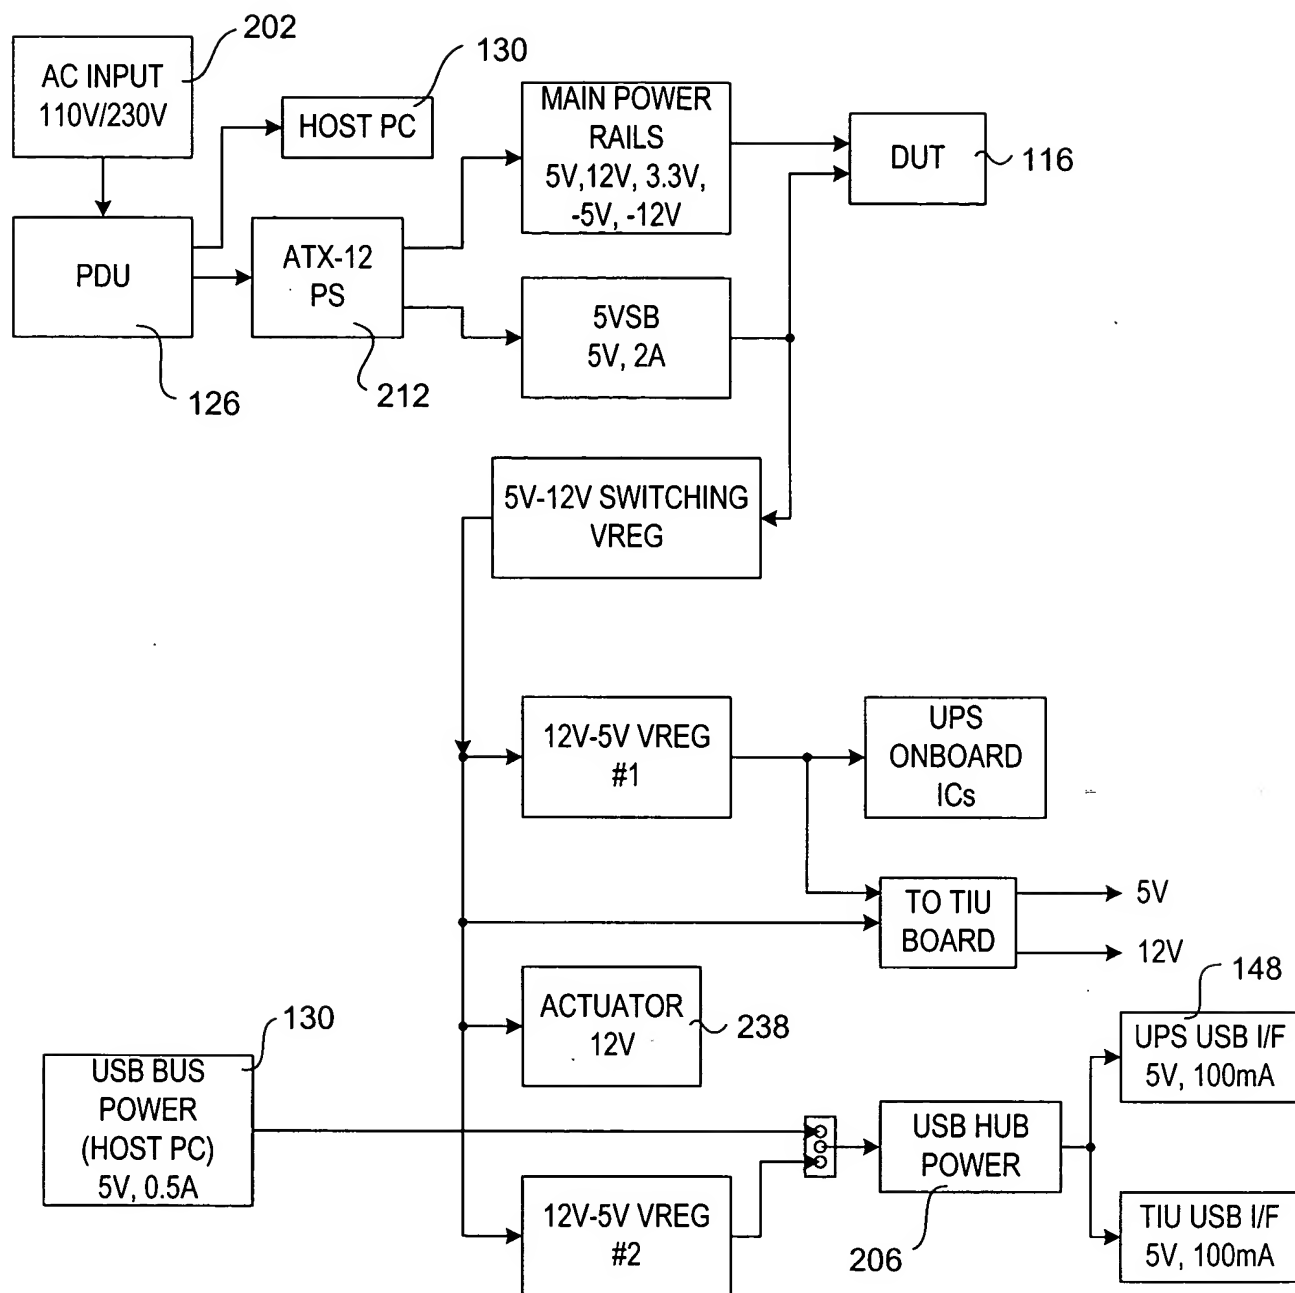 202
AC INPUT
110V/230V
130
HOST PC
MAIN POWER
RAILS
5V,12V, 3.3V,
-5V, -12V
DUT
116
PDU
126
ATX-12
PS
212
5VSB
5V, 2A
5V-12V SWITCHING
VREG
12V-5V VREG
#1
UPS
ONBOARD
ICs
TO TIU
BOARD
5V
12V
ACTUATOR
12V
238
130
USB BUS
POWER
(HOST PC)
5V, 0.5A
12V-5V VREG
#2
USB HUB
POWER
206
148
UPS USB I/F
5V, 100mA
TIU USB I/F
5V, 100mA